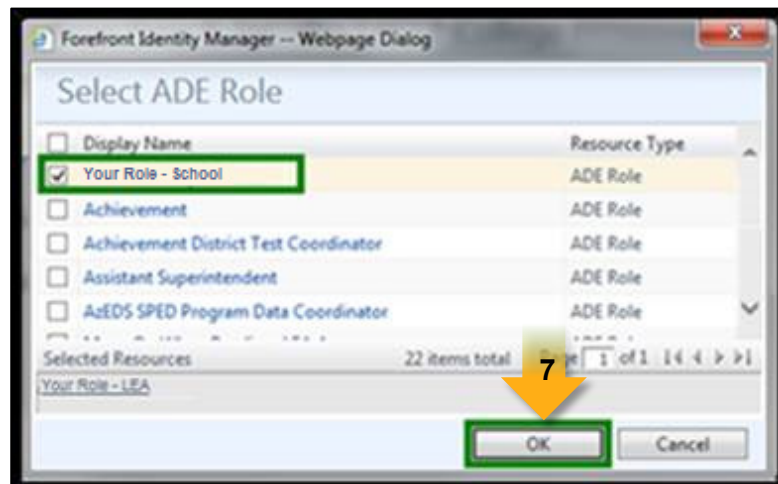 Forefront Identity Manager -- Webpage Dialog
Select ADE Role
Display Name Resource Type
Your Role - School ADE Role
Achievement ADE Role
Achievement District Test Coordinator ADE Role
Assistant Superintendent ADE Role
AzEDS SPED Program Data Coordinator ADE Role
Selected Resources 22 items total 1 of 1
7
Your Role - LEA
OK Cancel